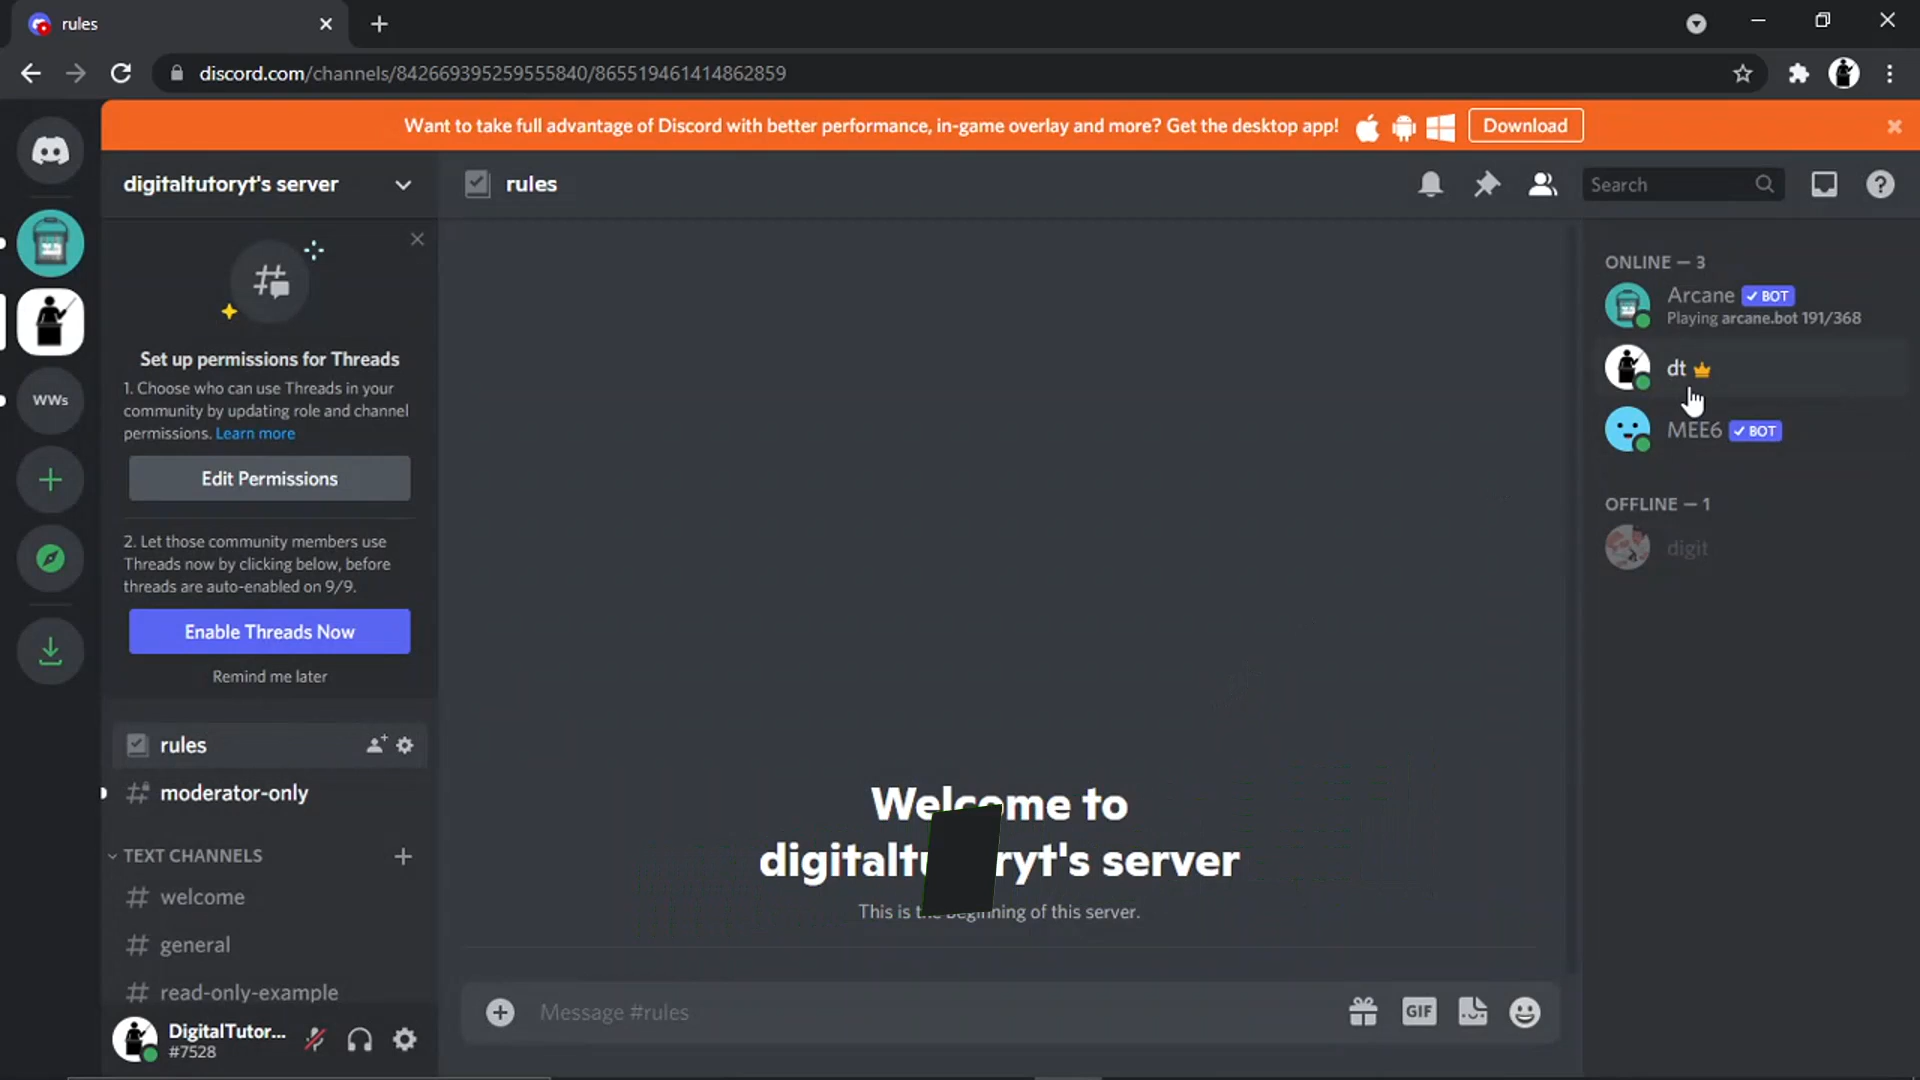 rules
discord.com/channels/842669395259555840/865519461414862859
Want to take full advantage of Discord with better performance, in-game overlay and more? Get the desktop app!
Download
digitaltutoryt's server
rules
Search
Set up permissions for Threads
1. Choose who can use Threads in your
community by updating role and channel
permissions. Learn more
Edit Permissions
2. Let those community members use
Threads now by clicking below, before
threads are auto-enabled on 9/9.
Enable Threads Now
Remind me later
WWs
rules
moderator-only
TEXT CHANNELS
welcome
general
read-only-example
DigitalTutor...
#7528
Welcome to
ryt's server
This is beginning of this server.
Message #rules
GIF
ONLINE — 3
Arcane BOT
Playing arcane.bot 191/368
dt
MEE6 BOT
OFFLINE — 1
digit